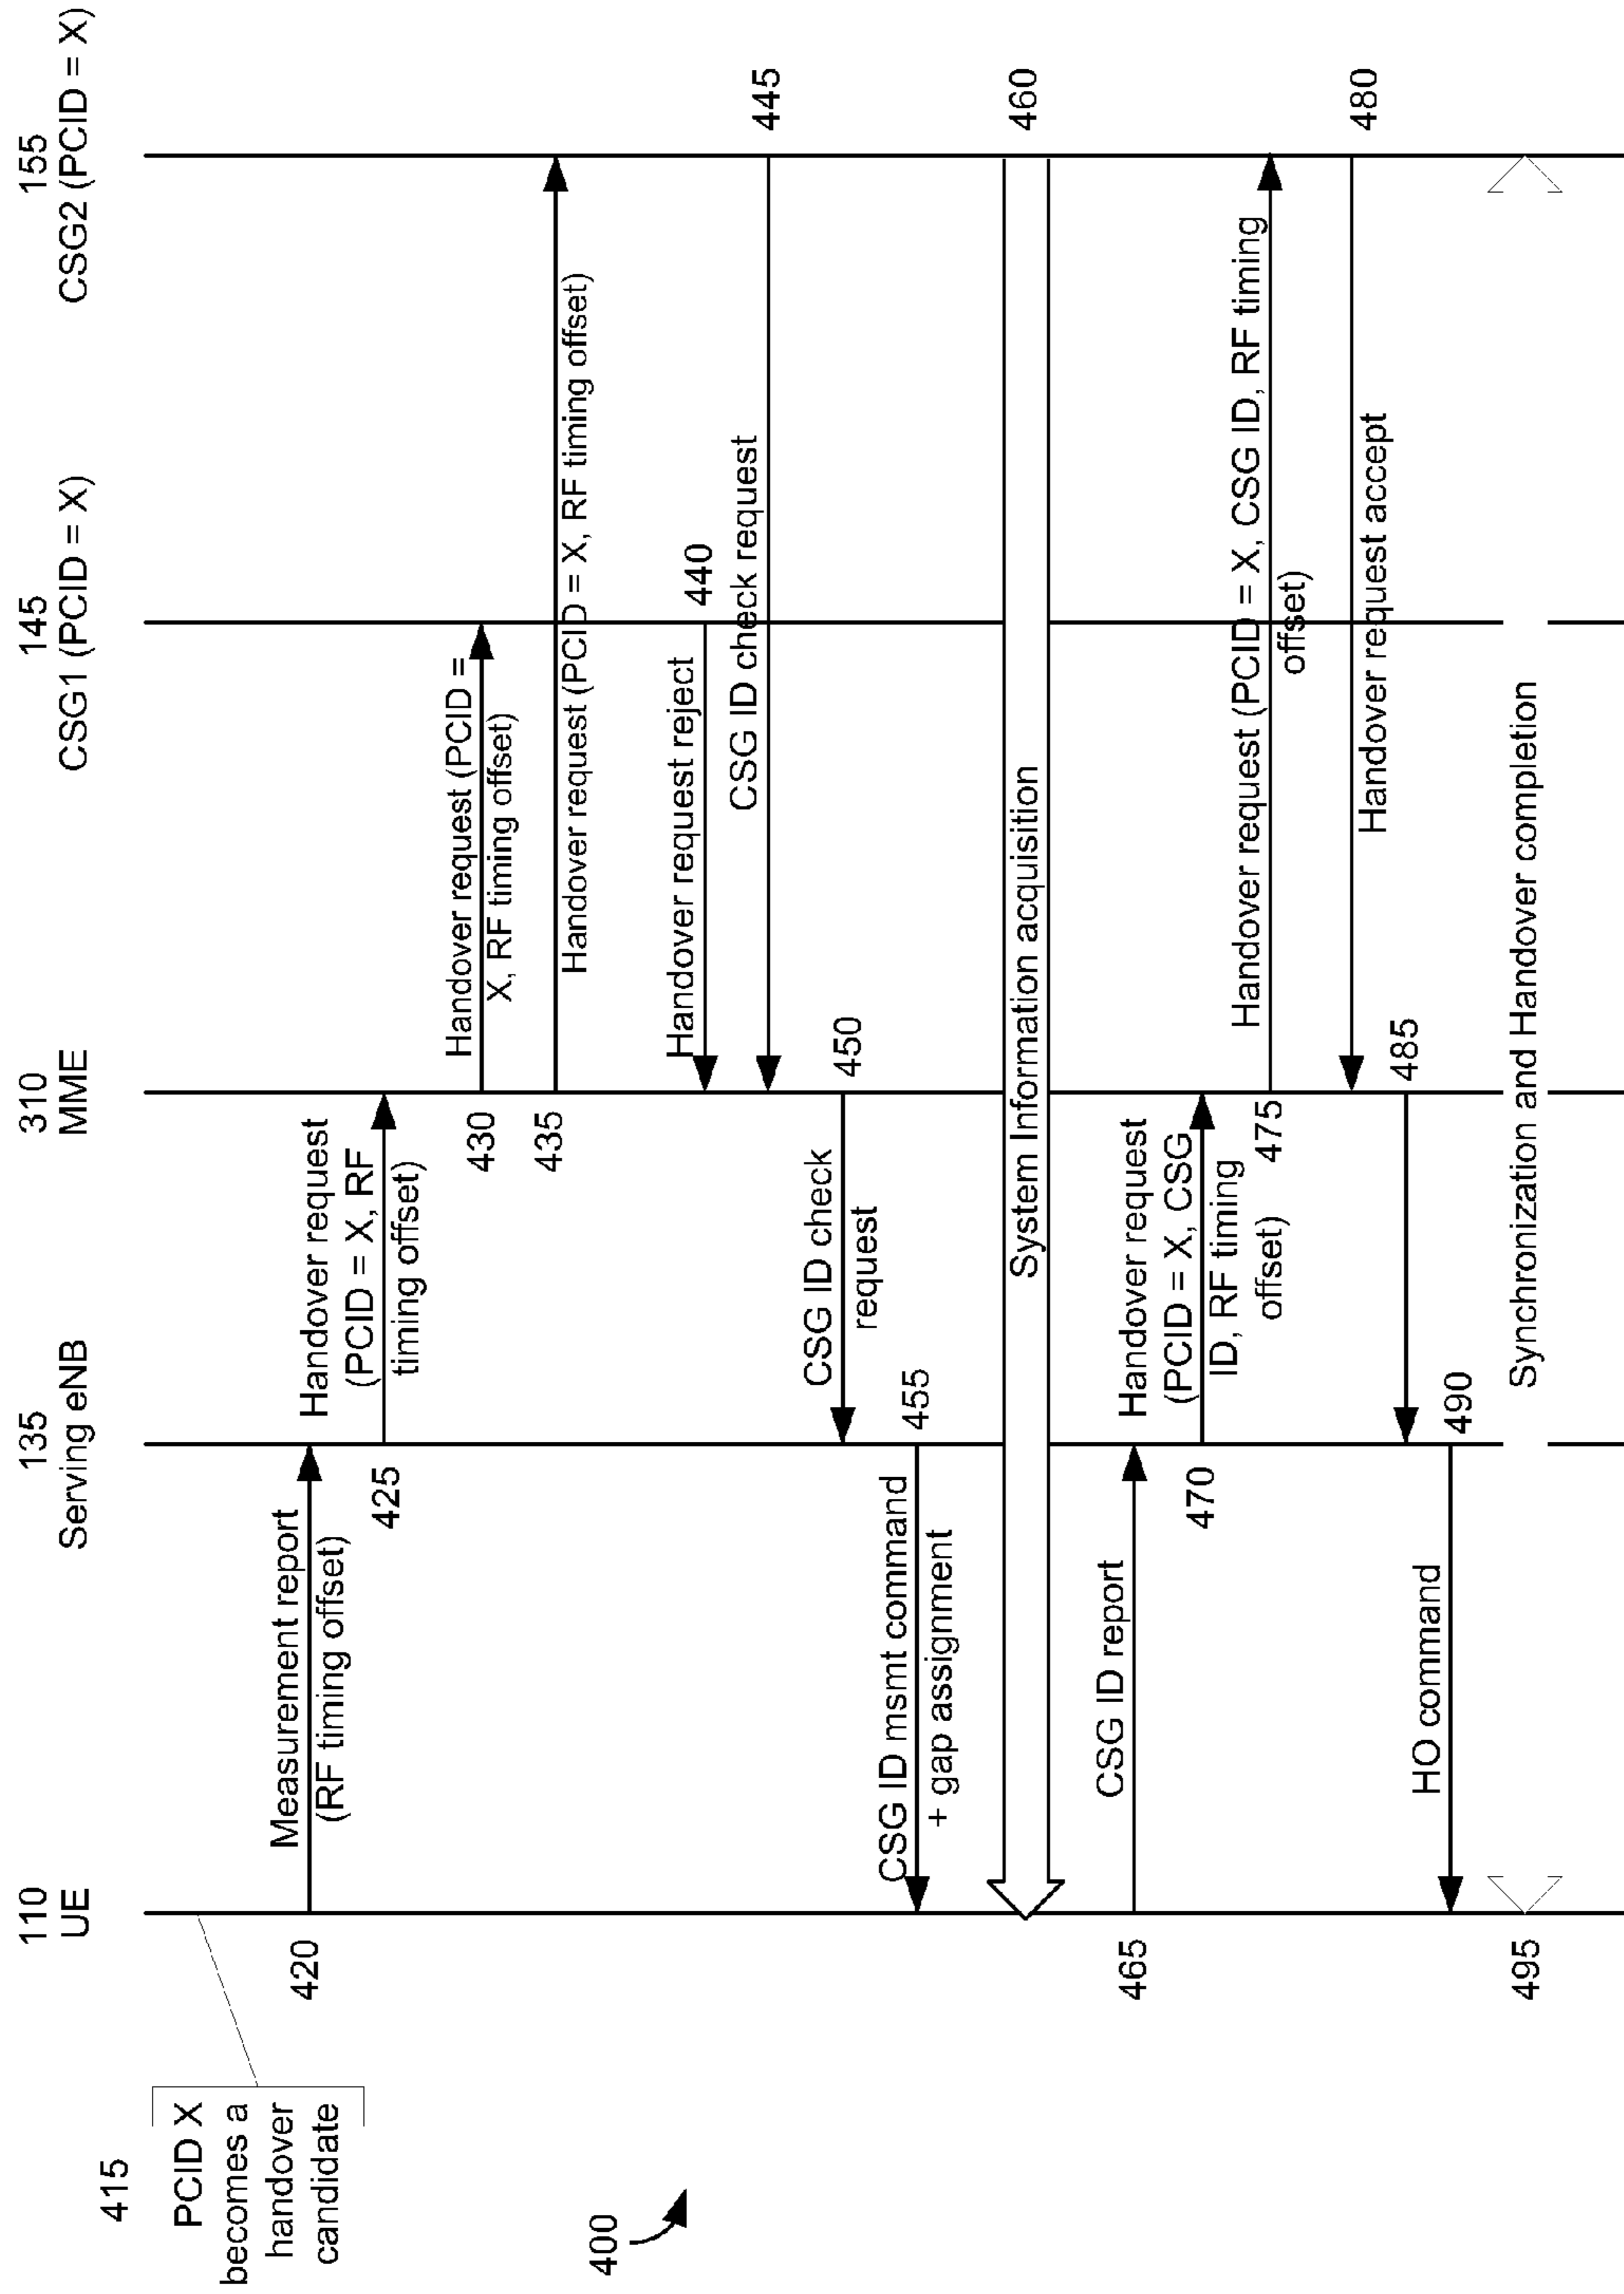 110
UE
135
Serving eNB
310
MME
145
CSG1 (PCID = X)
155
CSG2 (PCID = X)
415
PCID X
becomes a
handover
candidate
400
420
Measurement report
(RF timing offset)
425
Handover request
(PCID = X, RF
timing offset)
430
Handover request (PCID =
X, RF timing offset)
435
Handover request (PCID = X, RF timing offset)
440
Handover request reject
445
CSG ID check request
450
CSG ID check
request
455
CSG ID msmt command
+ gap assignment
460
System Information acquisition
465
CSG ID report
470
Handover request
(PCID = X, CSG
ID, RF timing
offset)
475
Handover request (PCID = X, CSG ID, RF timing
offset)
480
Handover request accept
485
490
HO command
495
Synchronization and Handover completion